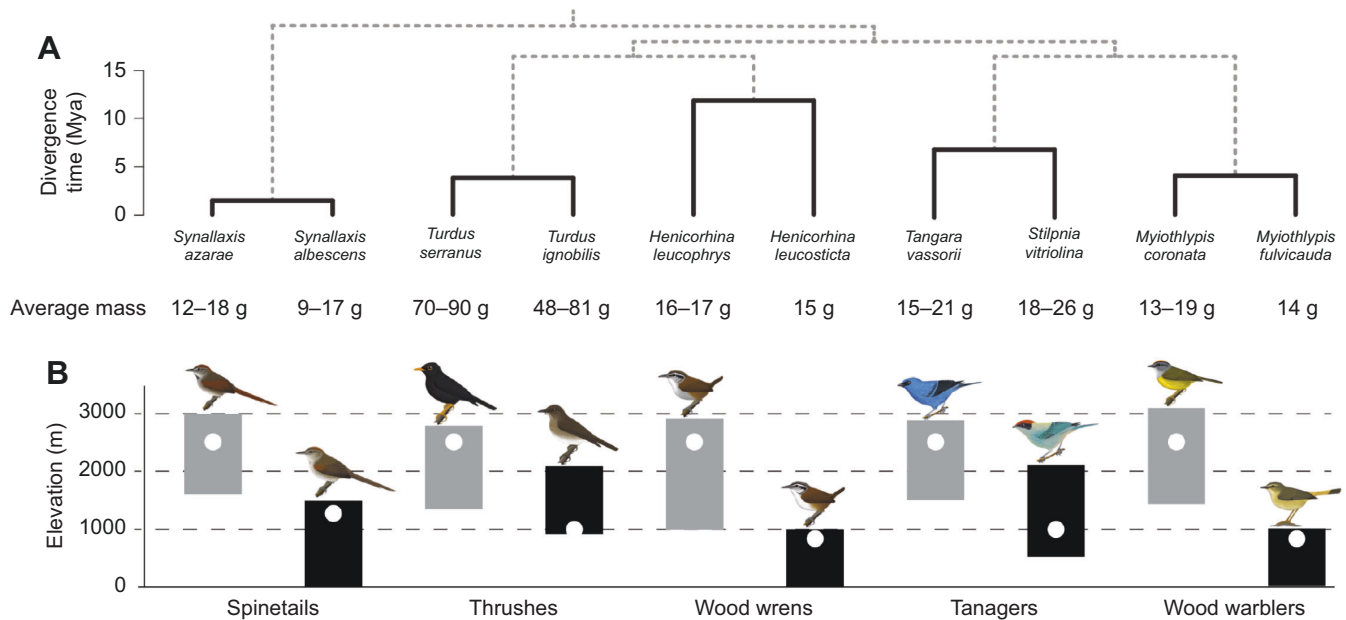 A
15
10
5
0
Divergence
time (Mya)
Synallaxis
azarae
Synallaxis
albescens
Turdus
serranus
Turdus
ignobilis
Henicorhina
leucophrys
Henicorhina
leucosticta
Tangara
vassorii
Stilpnia
vitriolina
Myiothlypis
coronata
Myiothlypis
fulvicauda
Average mass 12–18 g 9–17 g 70–90 g 48–81 g 16–17 g 15 g 15–21 g 18–26 g 13–19 g 14 g
B
3000
2000
1000
0
Elevation (m)
Spinetails Thrushes Wood wrens Tanagers Wood warblers